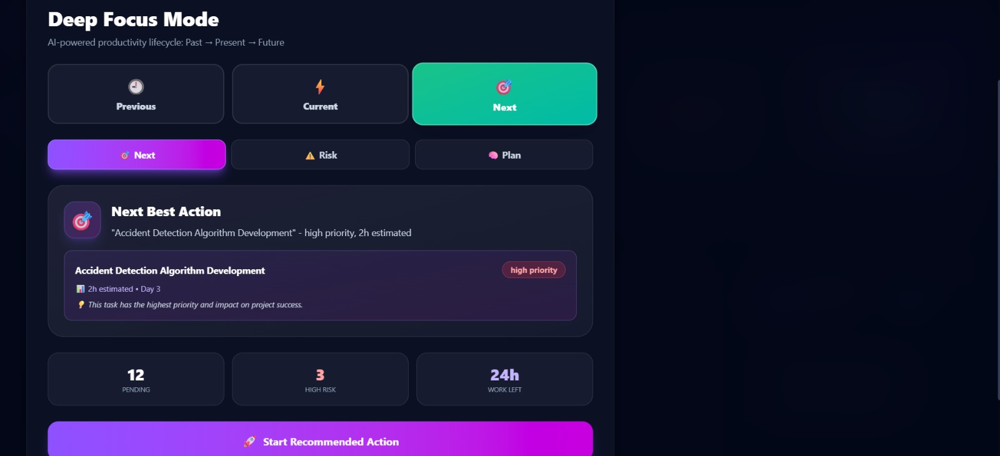 Deep Focus Mode
AI-powered productivity lifecycle: Past → Present → Future
Previous
Current
Next
Next
Risk
Plan
Next Best Action
"Accident Detection Algorithm Development" - high priority, 2h estimated
Accident Detection Algorithm Development
high priority
2h estimated • Day 3
This task has the highest priority and impact on project success.
12
PENDING
3
HIGH RISK
24h
WORK LEFT
Start Recommended Action